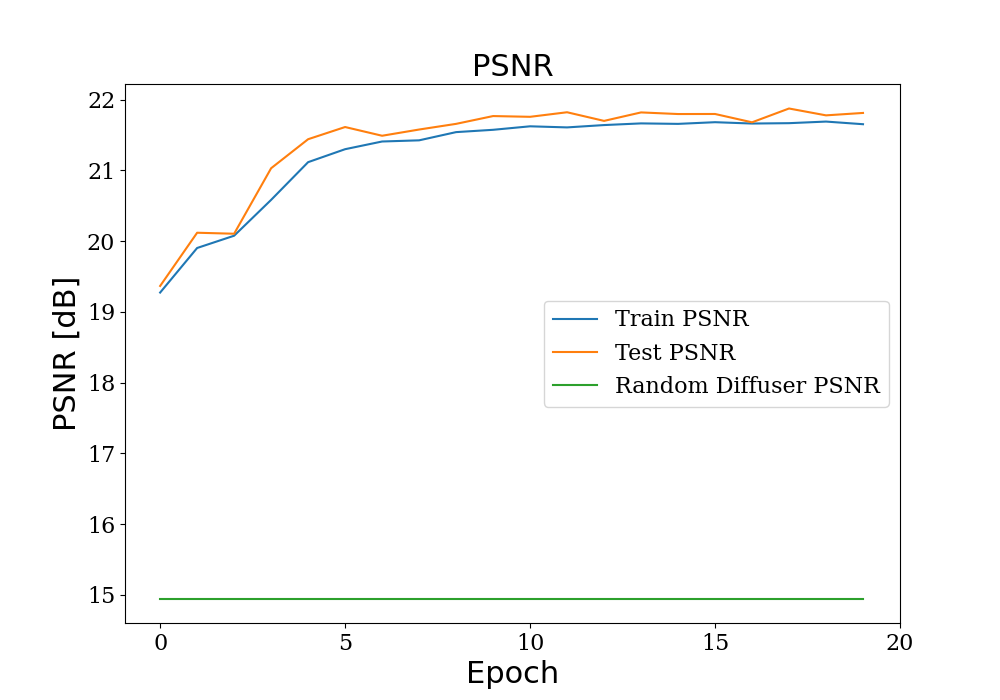 PSNR
22
21
20
19
18
17
16
15
PSNR [dB]
Train PSNR
Test PSNR
Random Diffuser PSNR
0
5
10
15
20
Epoch